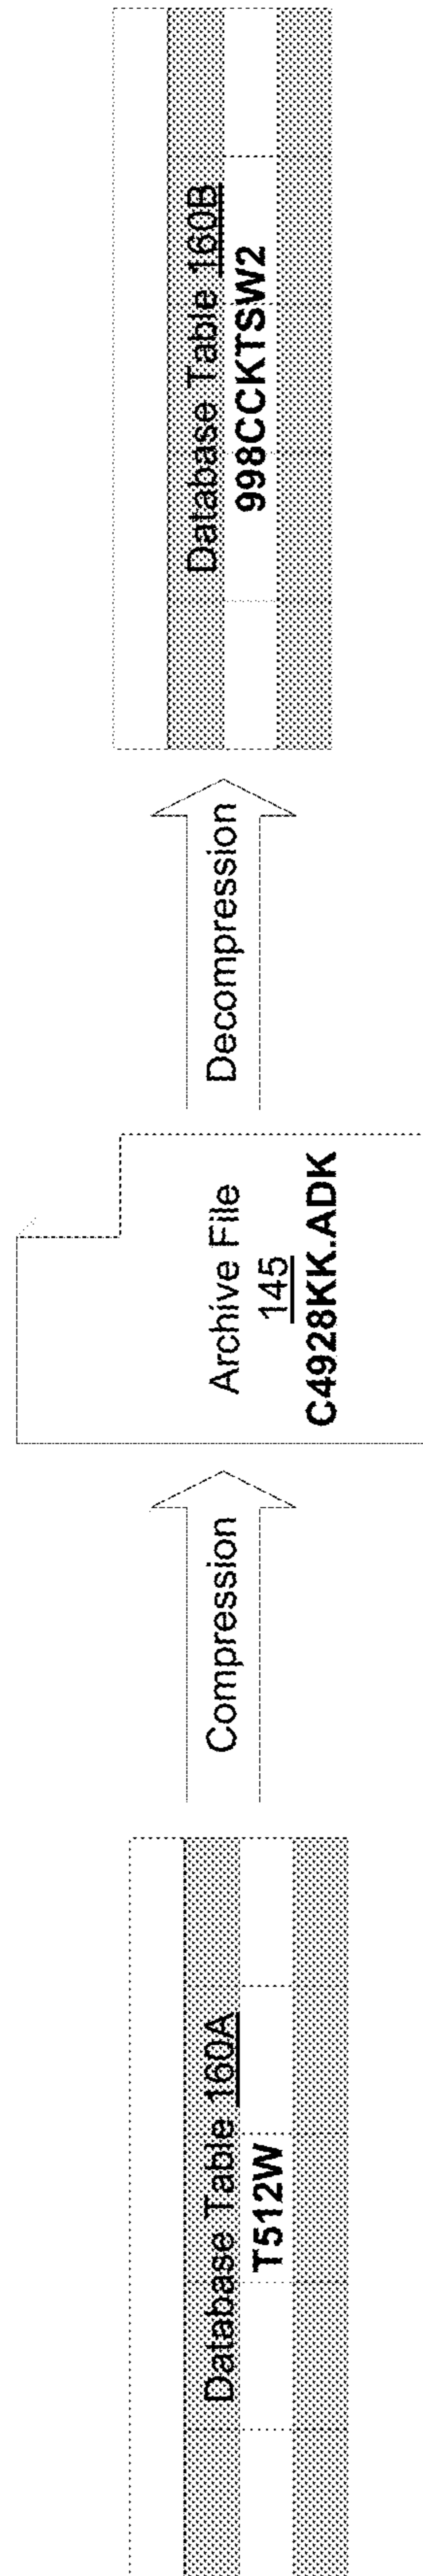 Database Table 160A
T512W
Compression
Archive File
145
C4928KK.ADK
Decompression
Database Table 160B
998CCKTSW2